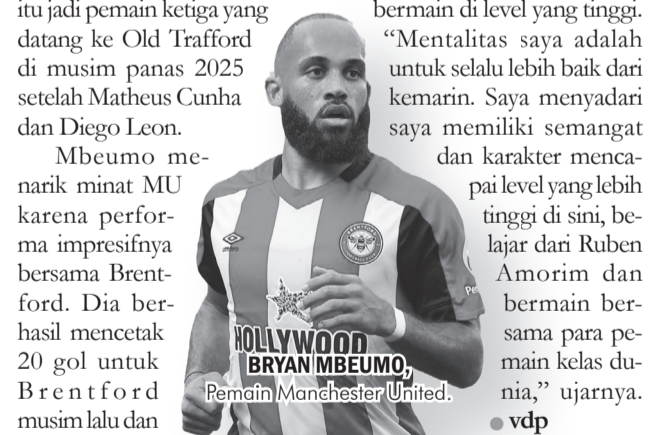 itu jadi pemain ketiga yang
datang ke Old Trafford
di musim panas 2025
setelah Matheus Cunha
dan Diego Leon.
Mbeumo me-
narik minat MU
karena perfor-
ma impresifnya
bersama Brent-
ford. Dia ber-
hasil mencetak
20 gol untuk
Brentford
musim lalu dan
bermain di level yang tinggi.
“Mentalitas saya adalah
untuk selalu lebih baik dari
kemarin. Saya menyadari
saya memiliki semangat
dan karakter menca-
pai level yang lebih
tinggi di sini, be-
lajar dari Ruben
Amorim dan
bermain ber-
sama para pe-
main kelas du-
nia,” ujarnya.
● vdp
BRENTFORD
umbro
HOLLYWOOD
BRYAN MBEUMO,
Pemain Manchester United.